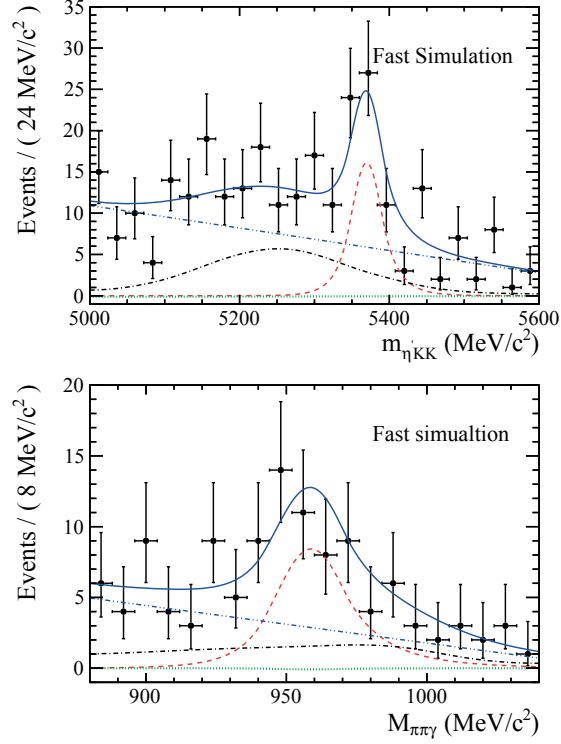 35
30
25
20
15
10
5
0
Events / ( 24 MeV/c²)
Fast Simulation
5000 5200 5400 5600
m_η'KK (MeV/c²)
20
15
10
5
0
Events / ( 8 MeV/c²)
Fast simualtion
900 950 1000
M_ππγ (MeV/c²)